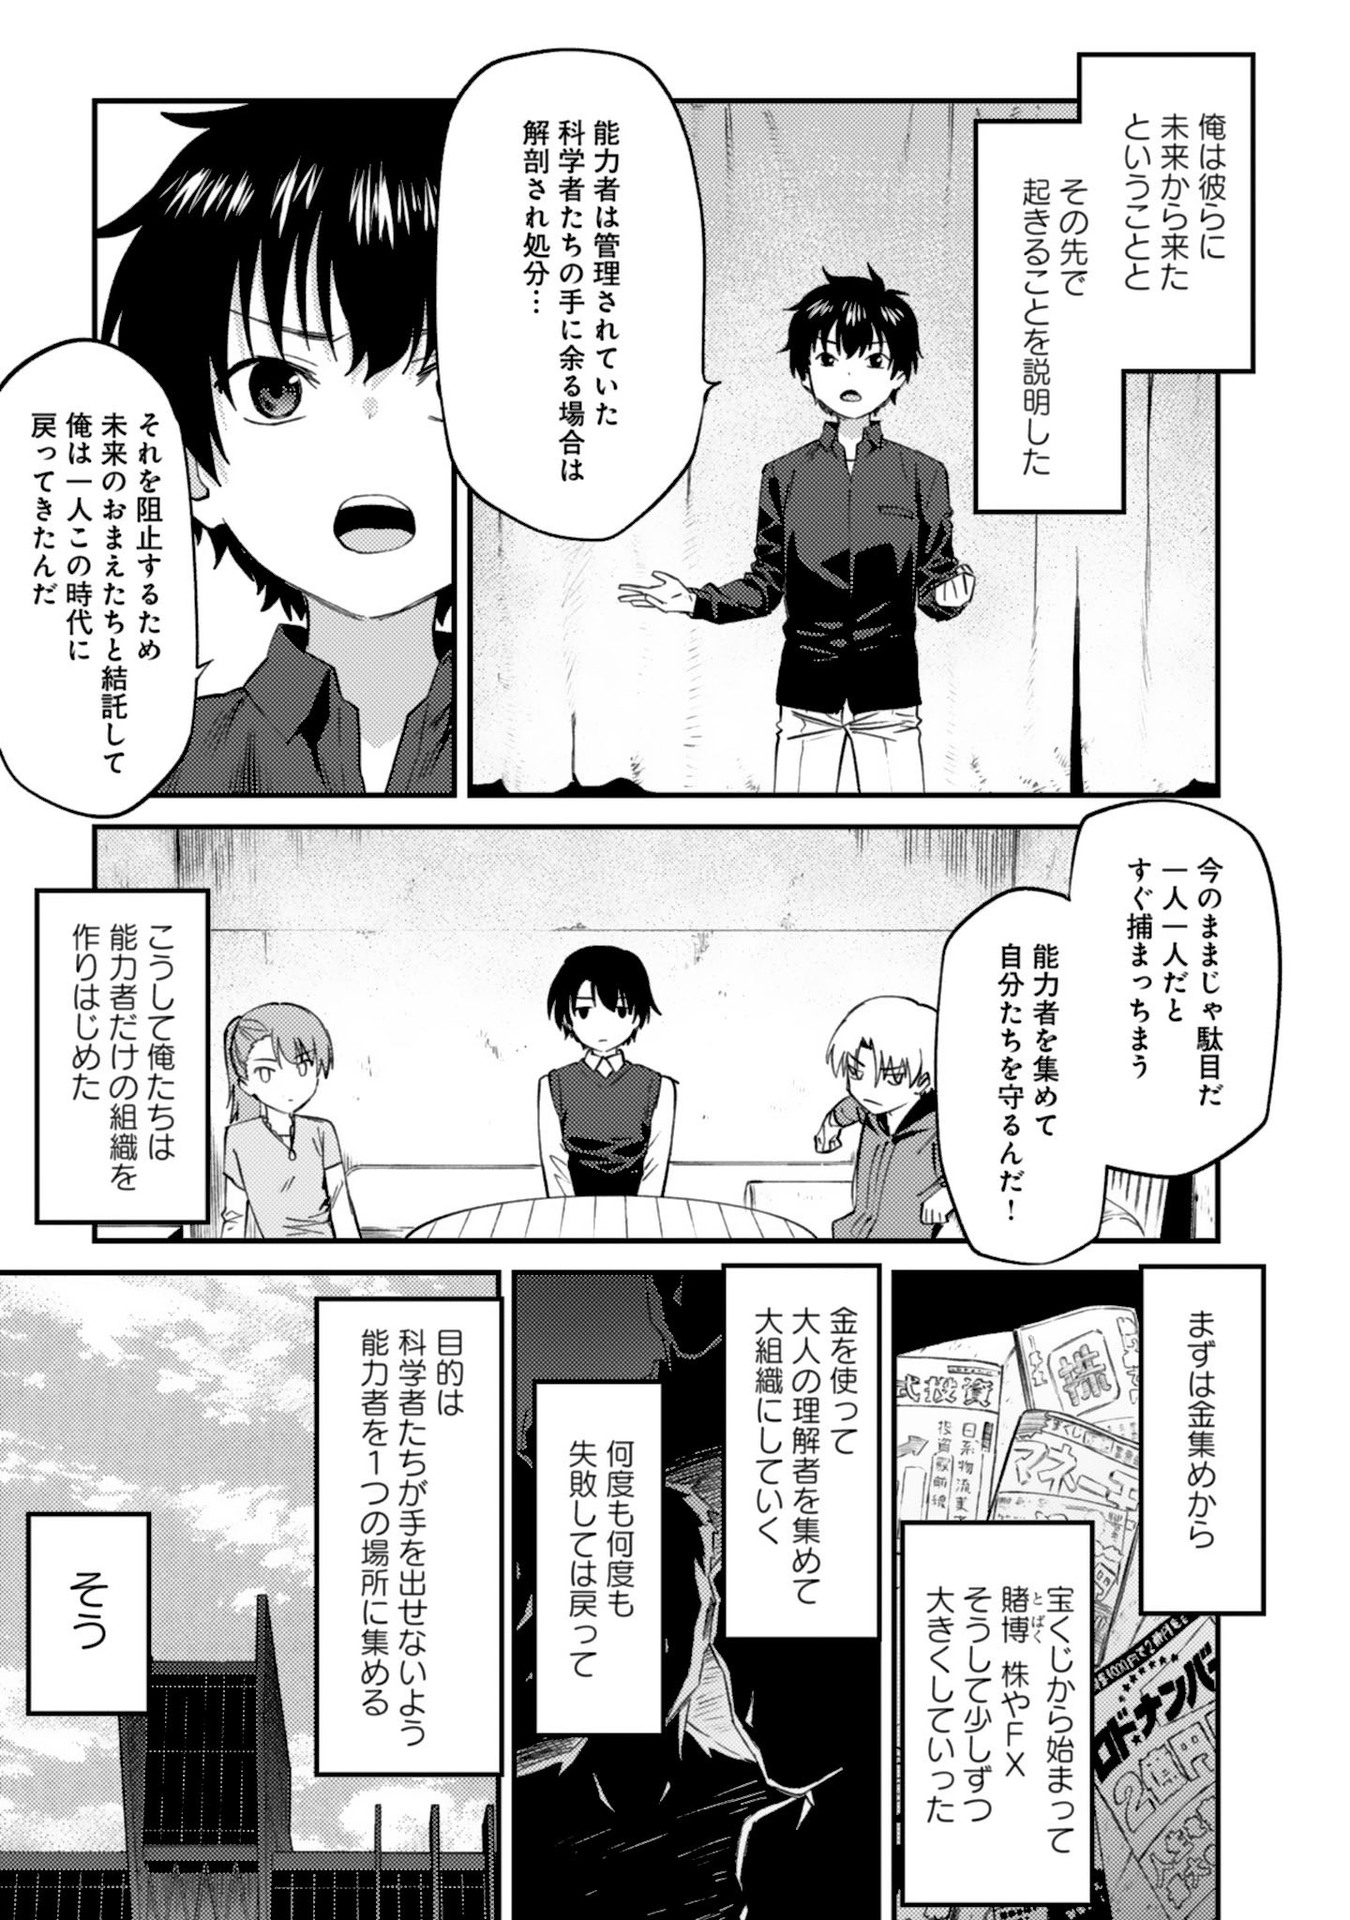 俺は彼らに
未来から来た
ということと
その先で
起きることを説明した
能力者は管理されていた
科学者たちの手に余る場合は
解剖され処分…
それを阻止するため
未来のおまえたちと結託して
俺は一人この時代に
戻ってきたんだ
今のままじゃ駄目だ
一人一人だと
すぐ捕まっちまう
能力者を集めて
自分たちを守るんだ！
こうして俺たちは
能力者だけの組織を
作りはじめた
まずは金集めから
株
式投資
日系物流
マネー
宝くじから始まって
賭博 株やFX
とばく
そうして少しずつ
大きくしていった
ロト・ナンバ
2億円
金を使って
大人の理解者を集めて
大組織にしていく
何度も何度も
失敗しては戻って
目的は
科学者たちが手を出せないよう
能力者を1つの場所に集める
そう